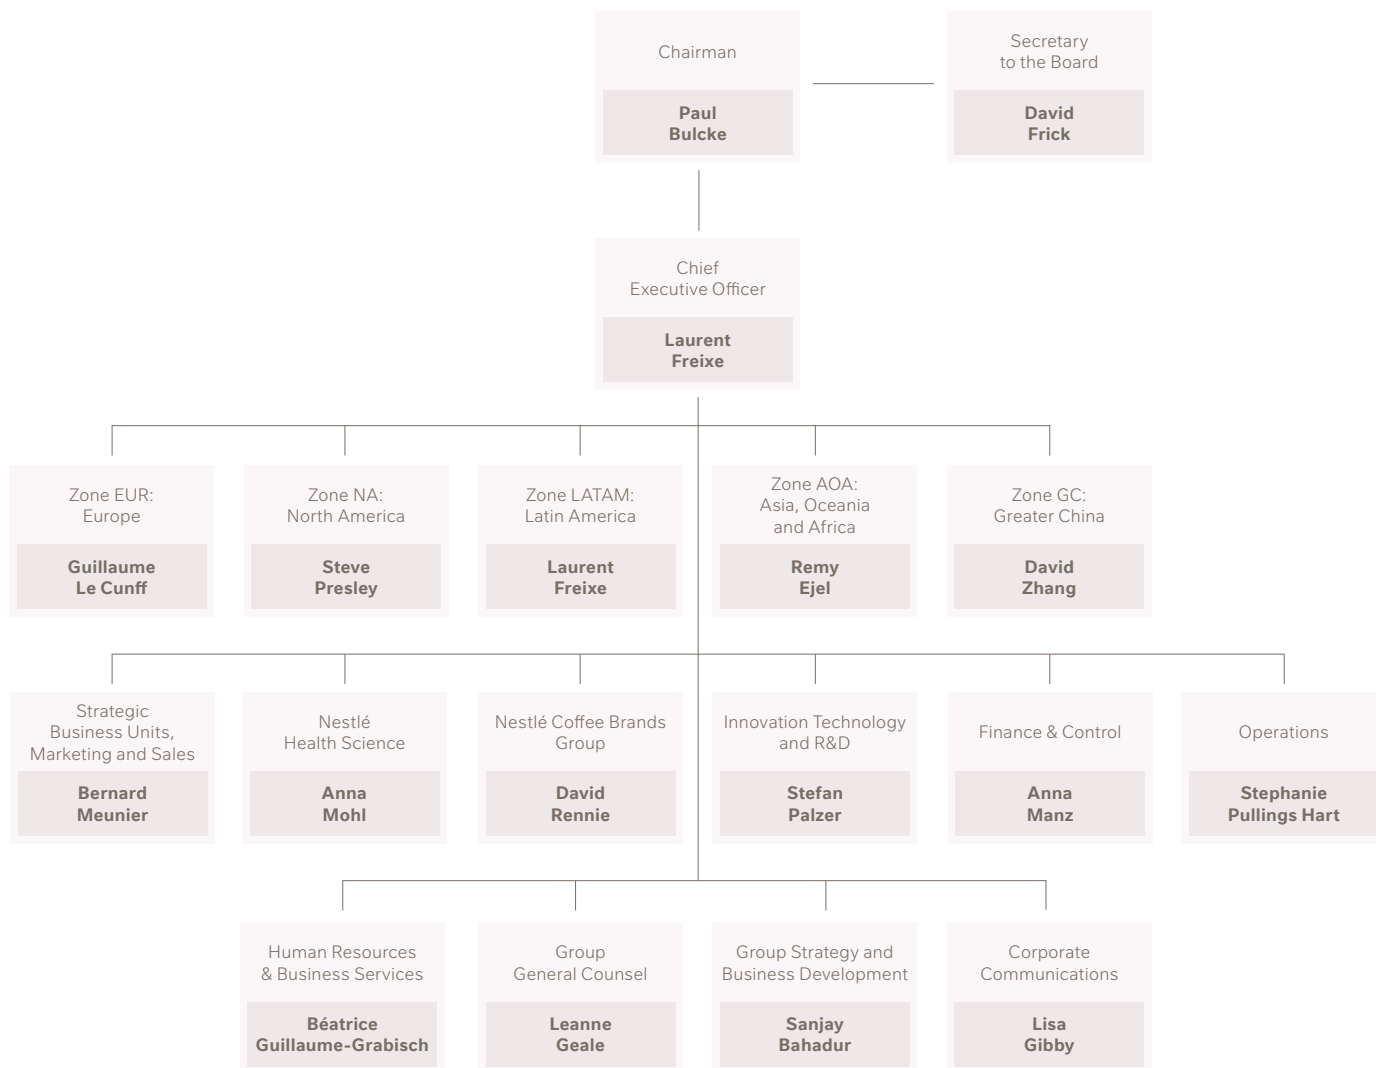 Chairman
Paul
Bulcke
Secretary
to the Board
David
Frick
Chief
Executive Officer
Laurent
Freixe
Zone EUR:
Europe
Guillaume
Le Cunff
Zone NA:
North America
Steve
Presley
Zone LATAM:
Latin America
Laurent
Freixe
Zone AOA:
Asia, Oceania
and Africa
Remy
Ejel
Zone GC:
Greater China
David
Zhang
Strategic
Business Units,
Marketing and Sales
Bernard
Meunier
Nestlé
Health Science
Anna
Mohl
Nestlé Coffee Brands
Group
David
Rennie
Innovation Technology
and R&D
Stefan
Palzer
Finance & Control
Anna
Manz
Operations
Stephanie
Pullings Hart
Human Resources
& Business Services
Béatrice
Guillaume-Grabisch
Group
General Counsel
Leanne
Geale
Group Strategy and
Business Development
Sanjay
Bahadur
Corporate
Communications
Lisa
Gibby